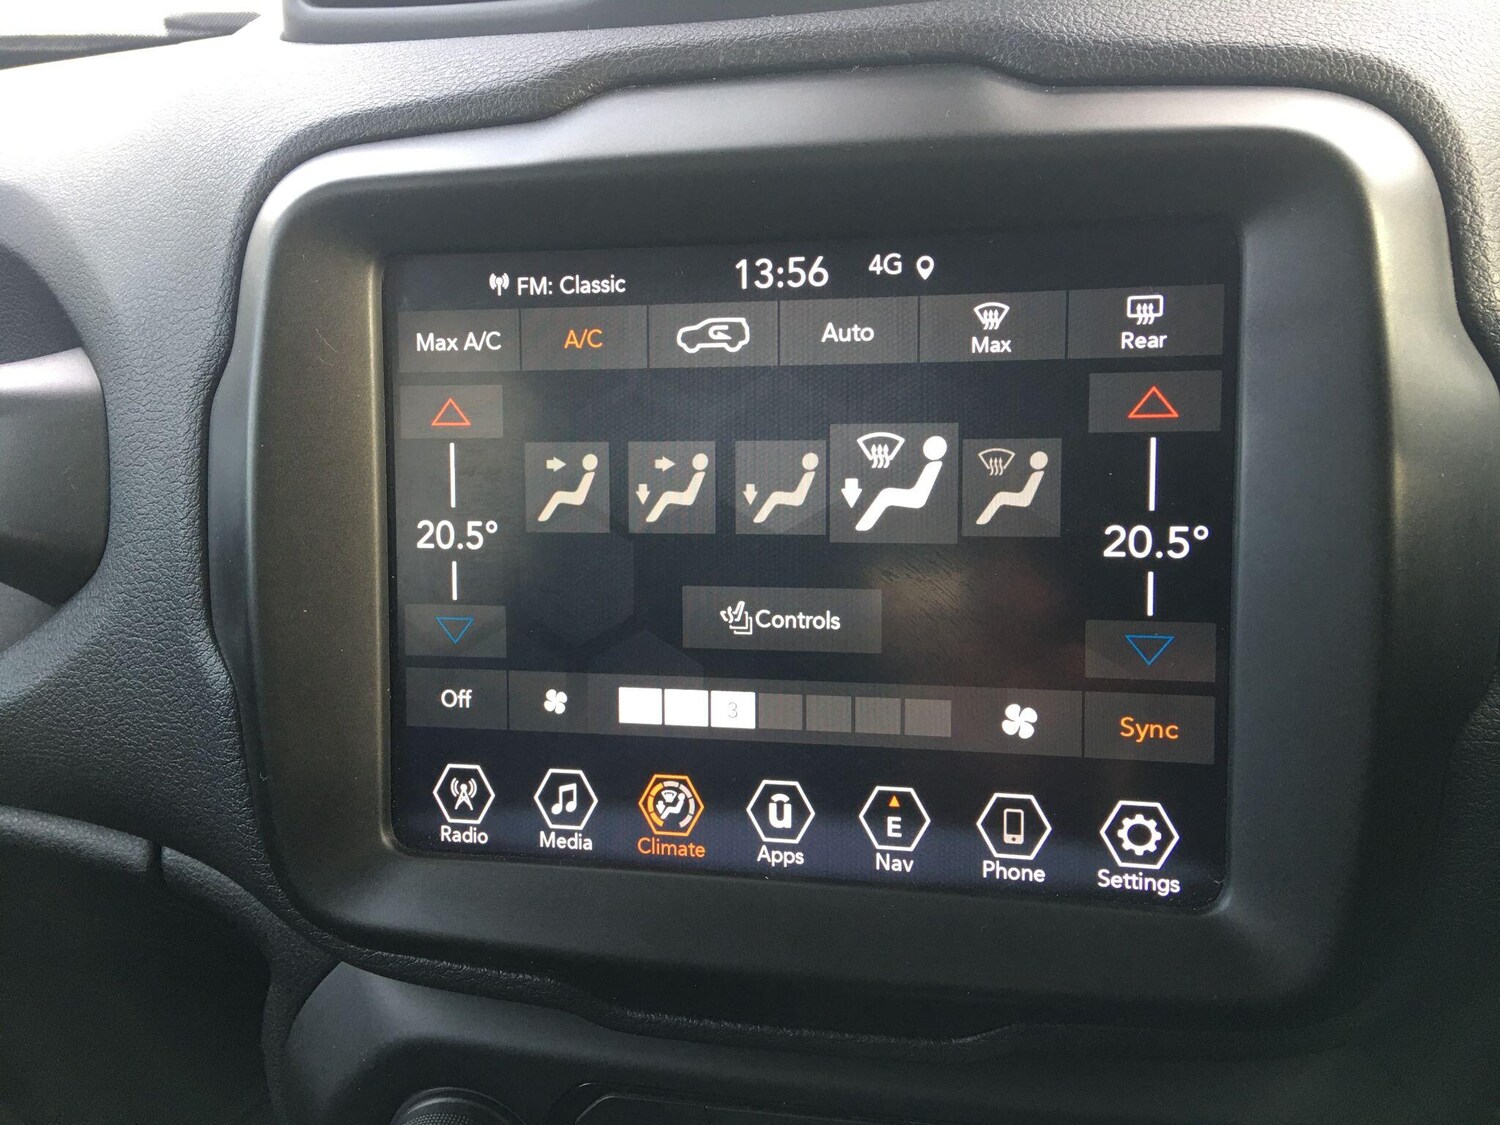 FM: Classic
13:56
4G
Max A/C
A/C
Auto
Max
Rear
20.5°
20.5°
Controls
Off
3
Sync
Radio
Media
Climate
ū
Apps
E
Nav
Phone
Settings